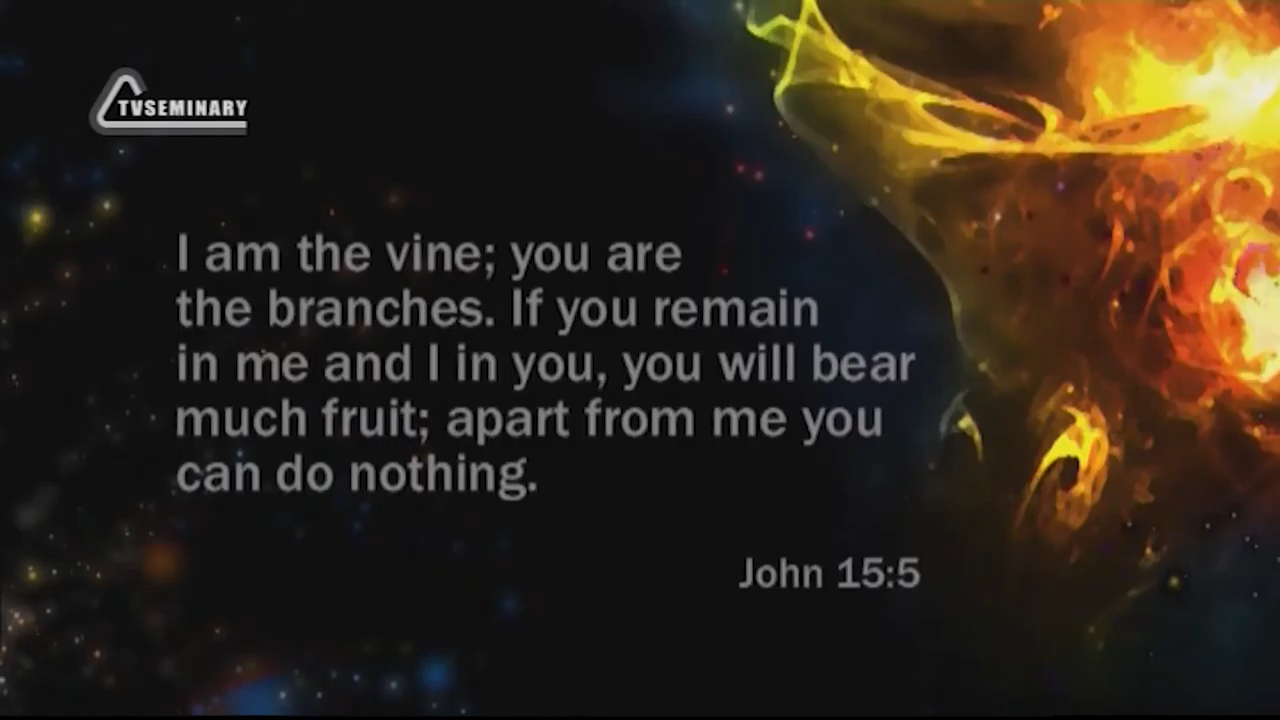 TVSEMINARY
I am the vine; you are
the branches. If you remain
in me and I in you, you will bear
much fruit; apart from me you
can do nothing.
John 15:5